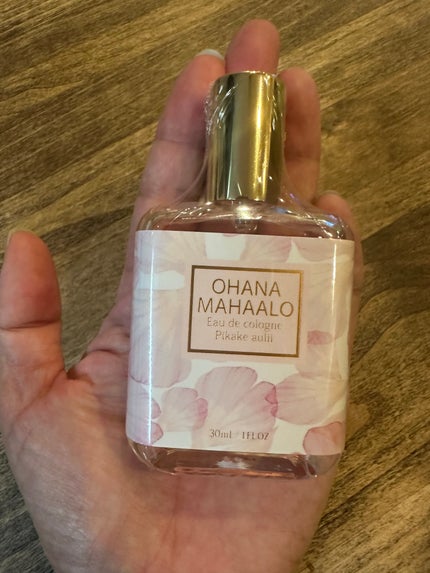 OHANA
MAHAALO
Eau de cologne
Pikake aulii
30ml 1FL.OZ